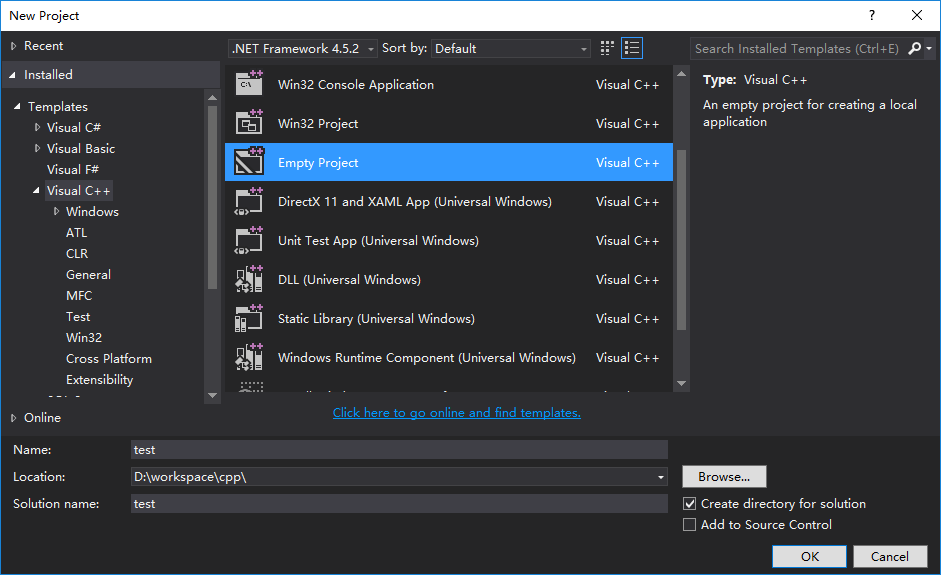 New Project
?
Recent
.NET Framework 4.5.2
Sort by:
Default
Search Installed Templates (Ctrl+E)
Installed
Templates
Visual C#
Visual Basic
Visual F#
Visual C++
Windows
ATL
CLR
General
MFC
Test
Win32
Cross Platform
Extensibility
Online
Win32 Console Application Visual C++
Win32 Project Visual C++
Empty Project Visual C++
DirectX 11 and XAML App (Universal Windows) Visual C++
Unit Test App (Universal Windows) Visual C++
DLL (Universal Windows) Visual C++
Static Library (Universal Windows) Visual C++
Windows Runtime Component (Universal Windows) Visual C++
Click here to go online and find templates.
Type: Visual C++
An empty project for creating a local
application
Name: test
Location: D:\workspace\cpp\
Browse...
Solution name: test
Create directory for solution
Add to Source Control
OK
Cancel